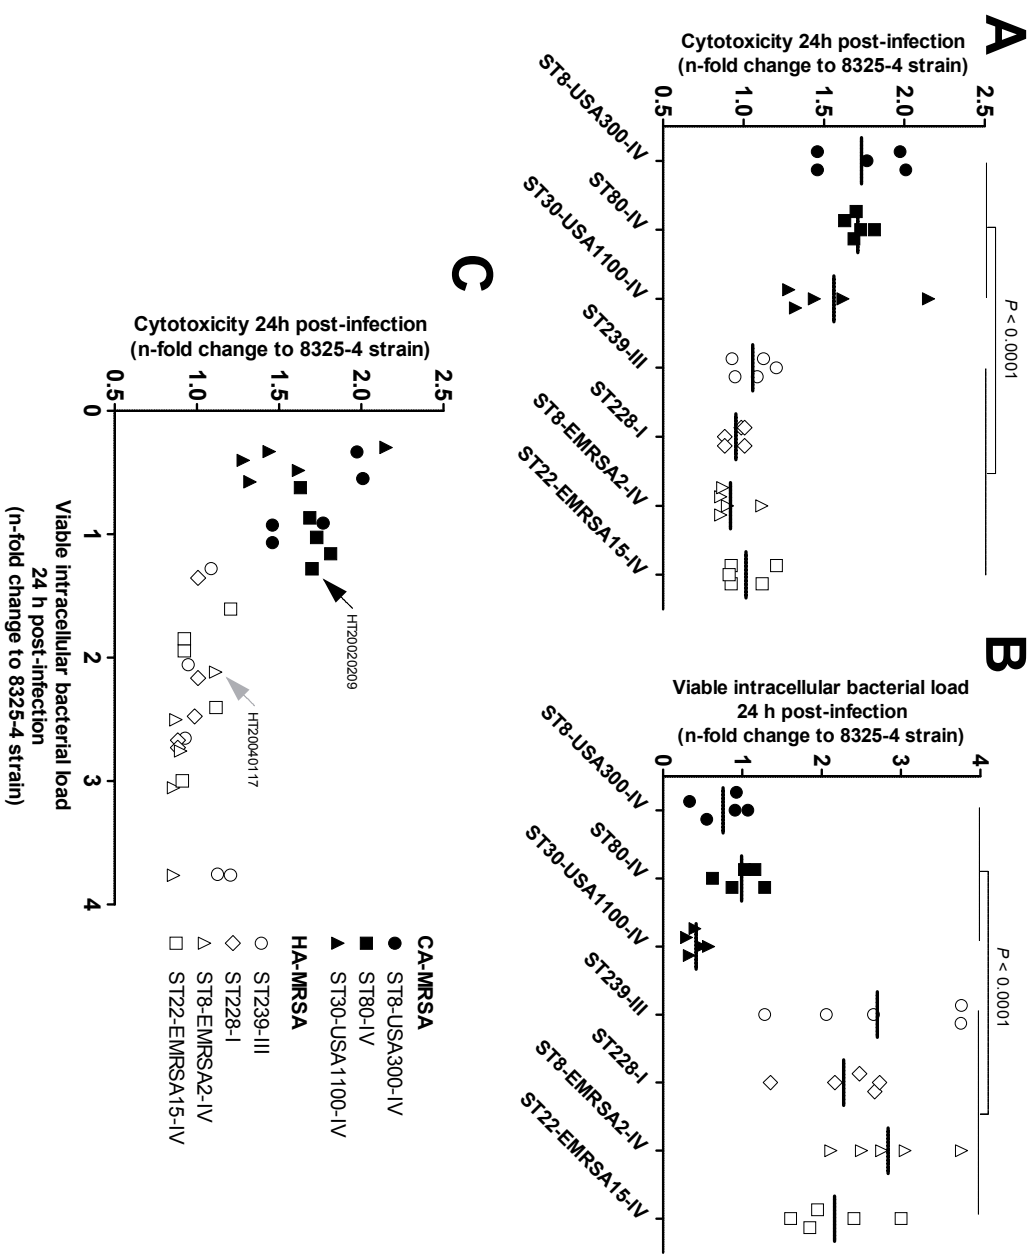 A
Cytotoxicity 24h post-infection
(n-fold change to 8325-4 strain)
2.5
2.0
1.5
1.0
0.5
P < 0.0001
ST8-USA300-IV
ST80-IV
ST30-USA1100-IV
ST239-III
ST228-I
ST8-EMRSA2-IV
ST22-EMRSA15-IV
B
Viable intracellular bacterial load
24 h post-infection
(n-fold change to 8325-4 strain)
4
3
2
1
0
P < 0.0001
ST8-USA300-IV
ST80-IV
ST30-USA1100-IV
ST239-III
ST228-I
ST8-EMRSA2-IV
ST22-EMRSA15-IV
C
Cytotoxicity 24h post-infection
(n-fold change to 8325-4 strain)
2.5
2.0
1.5
1.0
0.5
HT20020209
HT20040117
0
1
2
3
4
Viable intracellular bacterial load
24 h post-infection
(n-fold change to 8325-4 strain)
CA-MRSA
ST8-USA300-IV
ST80-IV
ST30-USA1100-IV
HA-MRSA
ST239-III
ST228-I
ST8-EMRSA2-IV
ST22-EMRSA15-IV